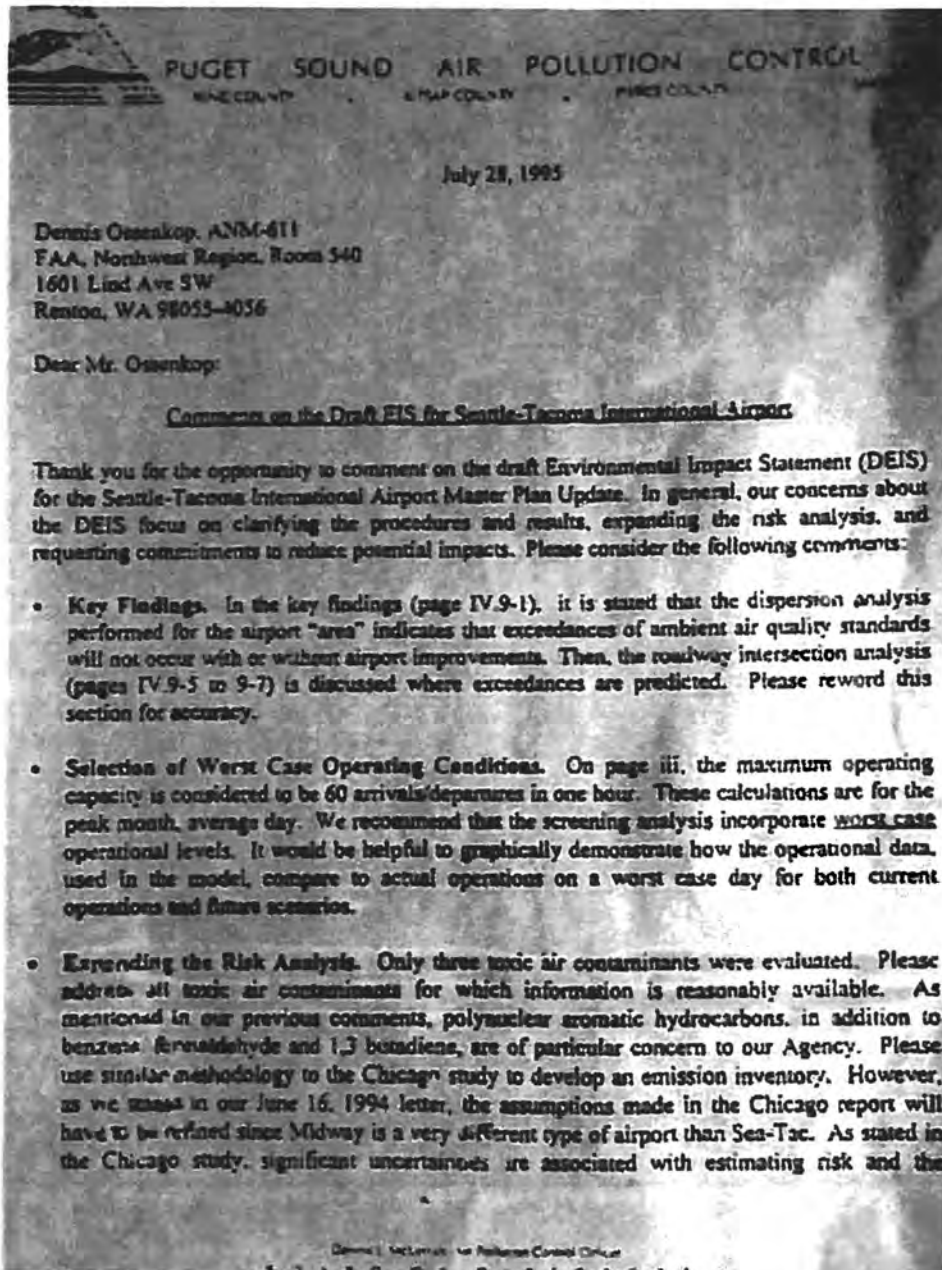 PUGET SOUND AIR POLLUTION CONTROL
KING COUNTY · KITSAP COUNTY · PIERCE COUNTY
July 28, 1995
Dennis Ossenkop, ANM-611
FAA, Northwest Region, Room 540
1601 Lind Ave SW
Renton, WA 98055-4056
Dear Mr. Ossenkop:
Comments on the Draft EIS for Seattle-Tacoma International Airport
Thank you for the opportunity to comment on the draft Environmental Impact Statement (DEIS)
for the Seattle-Tacoma International Airport Master Plan Update. In general, our concerns about
the DEIS focus on clarifying the procedures and results, expanding the risk analysis, and
requesting commitments to reduce potential impacts. Please consider the following comments:
• Key Findings. In the key findings (page IV.9-1), it is stated that the dispersion analysis
performed for the airport "area" indicates that exceedances of ambient air quality standards
will not occur with or without airport improvements. Then, the roadway intersection analysis
(pages IV.9-5 to 9-7) is discussed where exceedances are predicted. Please reword this
section for accuracy.
• Selection of Worst Case Operating Conditions. On page iii, the maximum operating
capacity is considered to be 60 arrivals/departures in one hour. These calculations are for the
peak month, average day. We recommend that the screening analysis incorporate worst case
operational levels. It would be helpful to graphically demonstrate how the operational data,
used in the model, compare to actual operations on a worst case day for both current
operations and future scenarios.
• Expanding the Risk Analysis. Only three toxic air contaminants were evaluated. Please
address all toxic air contaminants for which information is reasonably available. As
mentioned in our previous comments, polynuclear aromatic hydrocarbons, in addition to
benzene, formaldehyde and 1,3 butadiene, are of particular concern to our Agency. Please
use similar methodology to the Chicago study to develop an emission inventory. However,
as we stated in our June 16, 1994 letter, the assumptions made in the Chicago report will
have to be refined since Midway is a very different type of airport than Sea-Tac. As stated in
the Chicago study, significant uncertainties are associated with estimating risk and the
Air Pollution Control Officer